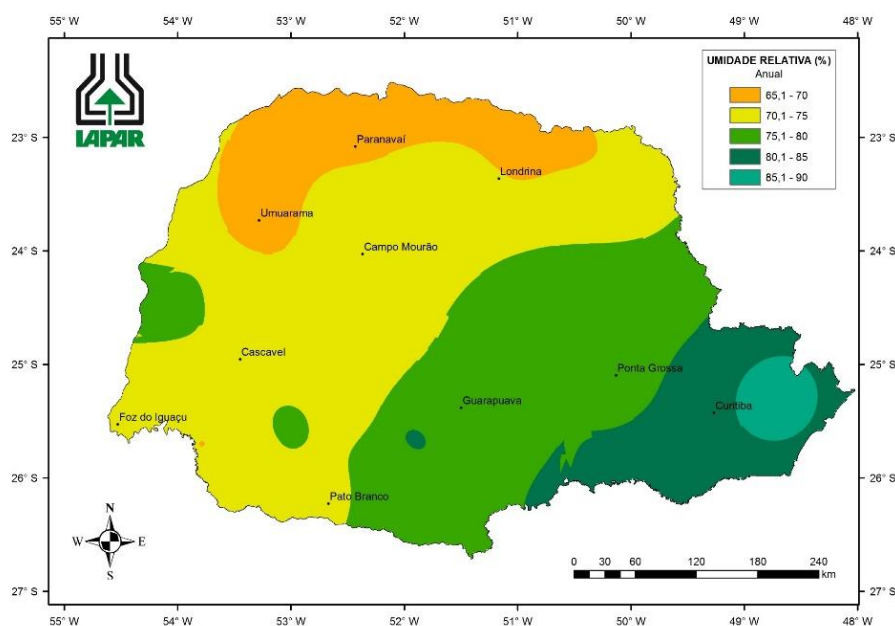 55° W 54° W 53° W 52° W 51° W 50° W 49° W 48° W
IAPAR
UMIDADE RELATIVA (%)
Anual
65,1 - 70
70,1 - 75
75,1 - 80
80,1 - 85
85,1 - 90
23° S 23° S
Paranavaí
Londrina
Umuarama
24° S 24° S
Campo Mourão
Cascavel
25° S 25° S
Ponta Grossa
Guarapuava
Curitiba
Foz do Iguaçu
26° S 26° S
Pato Branco
N
W E
S
0 30 60 120 180 240
km
27° S 27° S
55° W 54° W 53° W 52° W 51° W 50° W 49° W 48° W